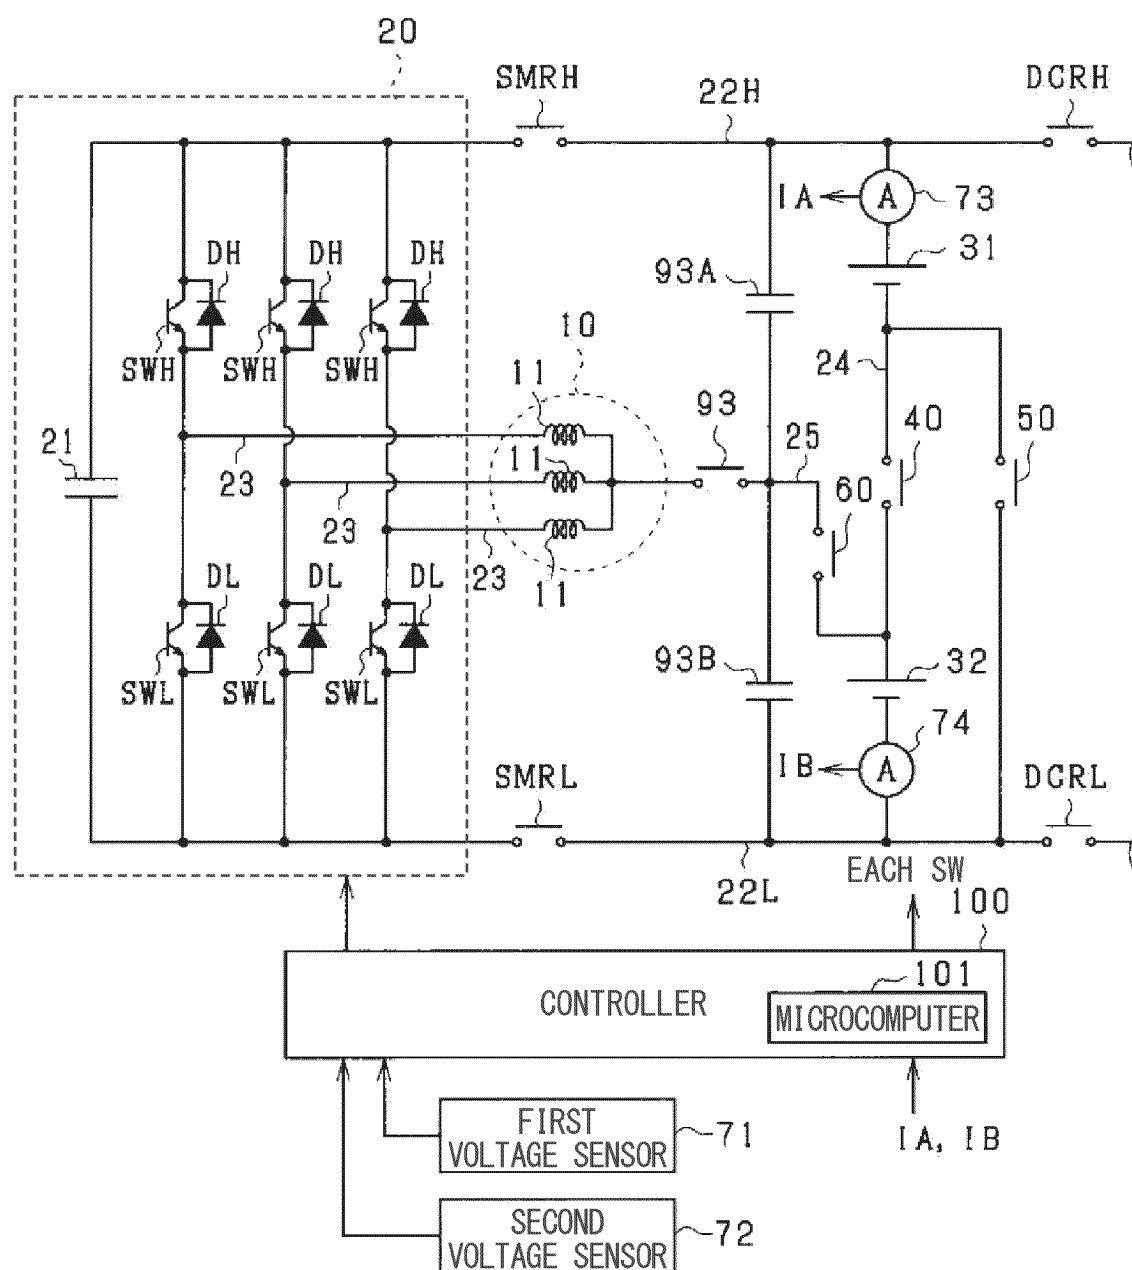 20
SMRH
22H
DCRH
IA
A
73
31
DH
DH
DH
93A
SWH
SWH
SWH
10
24
11
93
40
50
21
11
25
23
60
23
23
11
DL
DL
DL
93B
32
SWL
SWL
SWL
74
IB
A
SMRL
DCRL
22L
EACH SW
100
101
CONTROLLER
MICROCOMPUTER
FIRST
VOLTAGE SENSOR
71
IA, IB
SECOND
VOLTAGE SENSOR
72